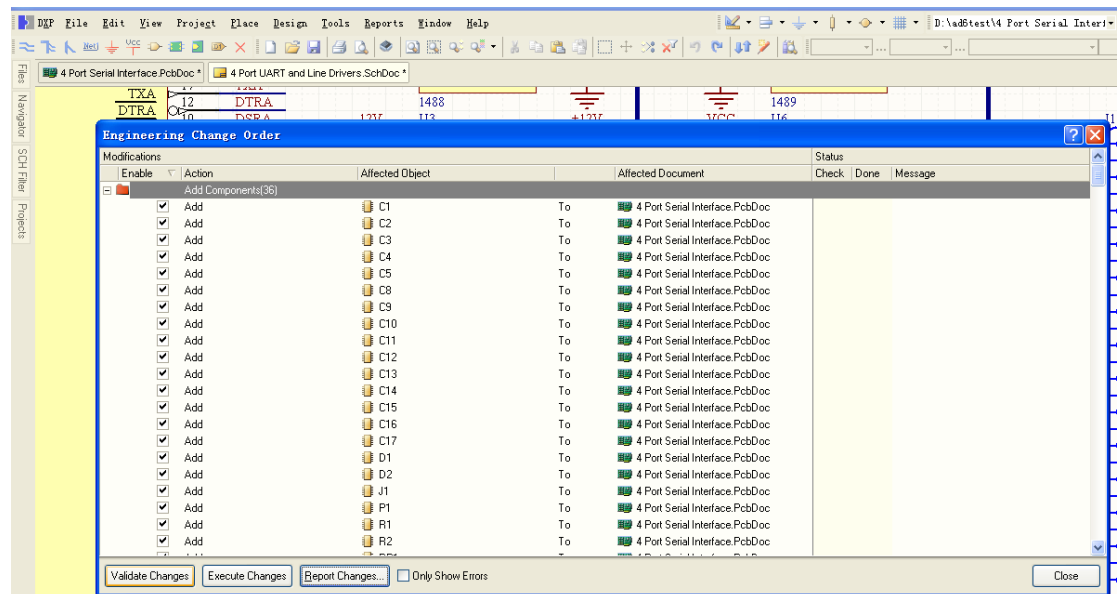 DXP File Edit View Project Place Design Tools Reports Window Help D:\ad6test\4 Port Serial Interf
Net VCC
4 Port Serial Interface.PcbDoc * 4 Port UART and Line Drivers.SchDoc *
Files
Navigator
SCH Filter
Projects
TXA
DTRA 12 DTRA 1488 1489
10 DSRA 12V U3 +12V VCC U6 J1
Engineering Change Order
Modifications Status
Enable Action Affected Object Affected Document Check Done Message
Add Components(36)
Add C1 To 4 Port Serial Interface.PcbDoc
Add C2 To 4 Port Serial Interface.PcbDoc
Add C3 To 4 Port Serial Interface.PcbDoc
Add C4 To 4 Port Serial Interface.PcbDoc
Add C5 To 4 Port Serial Interface.PcbDoc
Add C8 To 4 Port Serial Interface.PcbDoc
Add C9 To 4 Port Serial Interface.PcbDoc
Add C10 To 4 Port Serial Interface.PcbDoc
Add C11 To 4 Port Serial Interface.PcbDoc
Add C12 To 4 Port Serial Interface.PcbDoc
Add C13 To 4 Port Serial Interface.PcbDoc
Add C14 To 4 Port Serial Interface.PcbDoc
Add C15 To 4 Port Serial Interface.PcbDoc
Add C16 To 4 Port Serial Interface.PcbDoc
Add C17 To 4 Port Serial Interface.PcbDoc
Add D1 To 4 Port Serial Interface.PcbDoc
Add D2 To 4 Port Serial Interface.PcbDoc
Add J1 To 4 Port Serial Interface.PcbDoc
Add P1 To 4 Port Serial Interface.PcbDoc
Add R1 To 4 Port Serial Interface.PcbDoc
Add R2 To 4 Port Serial Interface.PcbDoc
Validate Changes Execute Changes Report Changes... Only Show Errors Close